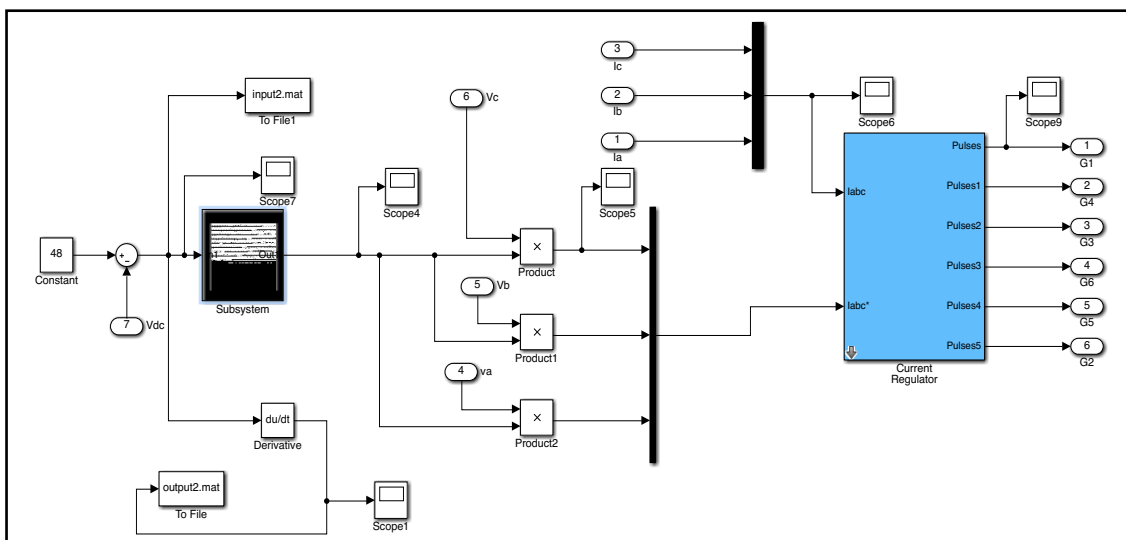 3
Ic
2
Ib
1
Ia
Scope6
Scope9
input2.mat
To File1
6
Vc
Scope7
Scope4
Scope5
48
Constant
+
−
7
Vdc
Out
Subsystem
×
Product
5
Vb
×
Product1
4
va
×
Product2
du/dt
Derivative
output2.mat
To File
Scope1
Iabc
Iabc*
Pulses
Pulses1
Pulses2
Pulses3
Pulses4
Pulses5
Current
Regulator
1
G1
2
G4
3
G3
4
G6
5
G5
6
G2